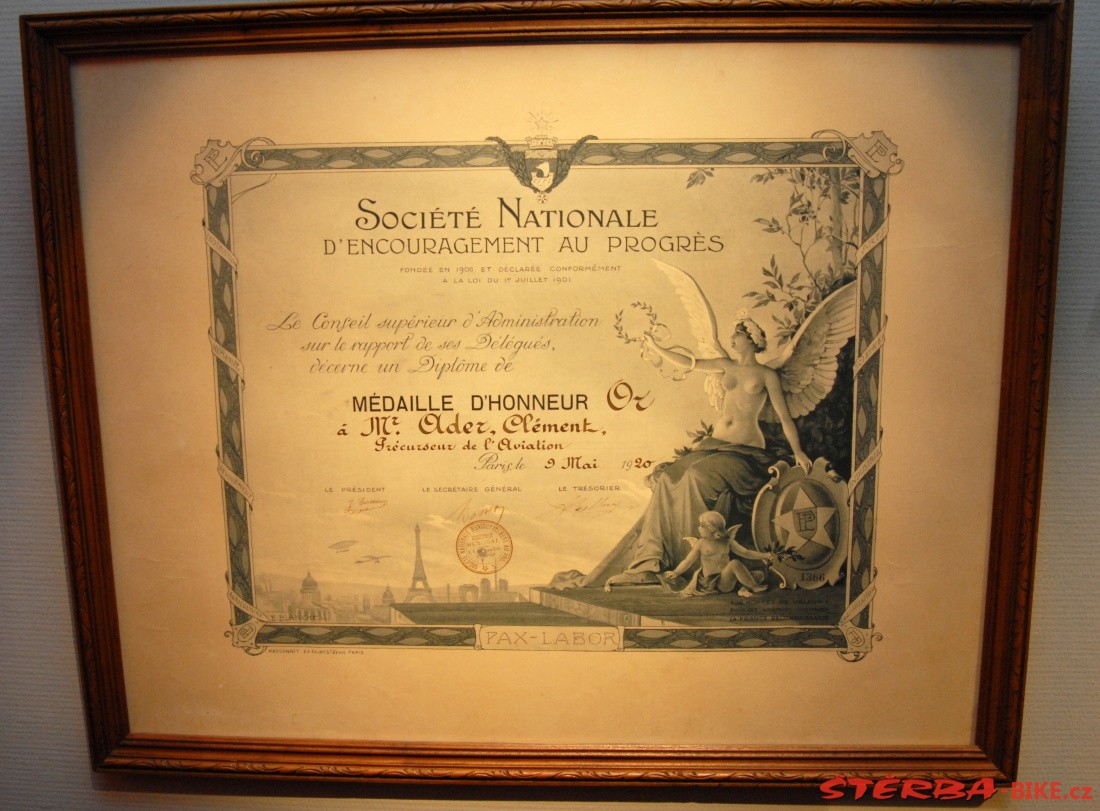 SOCIÉTÉ NATIONALE
D'ENCOURAGEMENT AU PROGRÈS
FONDÉE EN 1908 ET DÉCLARÉE CONFORMÉMENT
A LA LOI DU 1er JUILLET 1901
Le Conseil supérieur d'Administration
sur le rapport de ses Délégués,
décerne un Diplôme de
MÉDAILLE D'HONNEUR Or
à Mr. Ader, Clément,
Précurseur de l'Aviation
Paris, le 9 Mai 1920
LE PRÉSIDENT LE SECRÉTAIRE GÉNÉRAL LE TRÉSORIER
1366
PAX-LABOR
STERBA-BIKE.cz